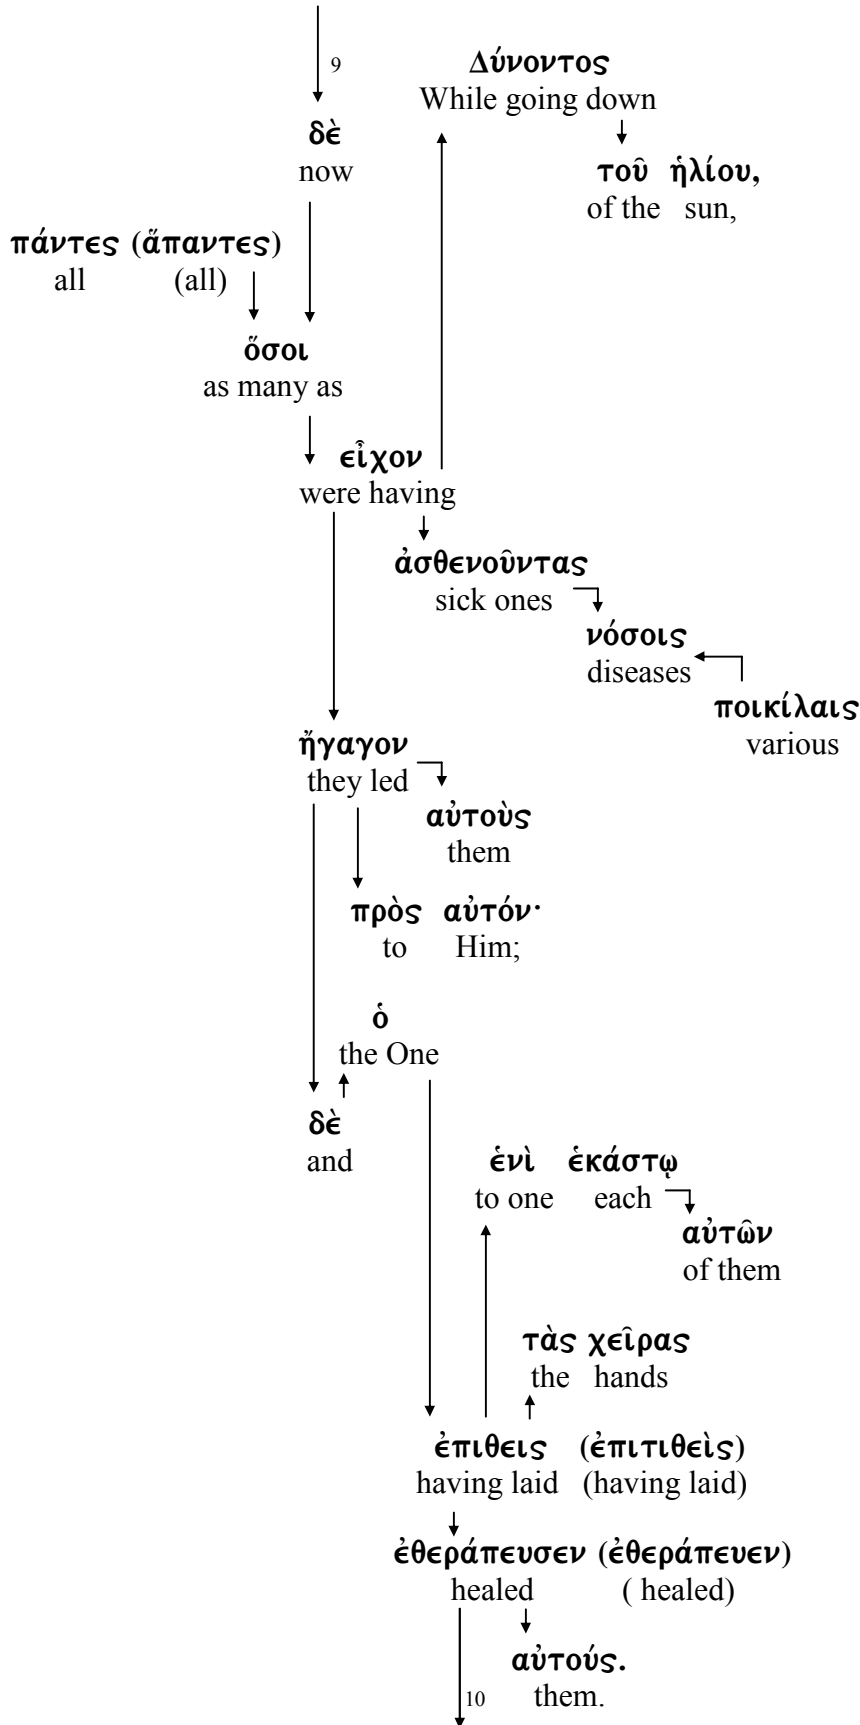 9
Δύνοντος
While going down
δὲ
now
τοῦ ἡλίου,
of the sun,
πάντες (ἅπαντες)
all (all)
ὅσοι
as many as
εἶχον
were having
ἀσθενοῦντας
sick ones
νόσοις
diseases
ποικίλαις
various
ἤγαγον
they led
αὐτοὺς
them
πρὸς αὐτόν·
to Him;
ὁ
the One
δὲ
and
ἑνὶ ἑκάστῳ
to one each
αὐτῶν
of them
τὰς χεῖρας
the hands
ἐπιθεις (ἐπιτιθεὶς)
having laid (having laid)
ἐθεράπευσεν (ἐθεράπευεν)
healed ( healed)
αὐτούς.
them.
10